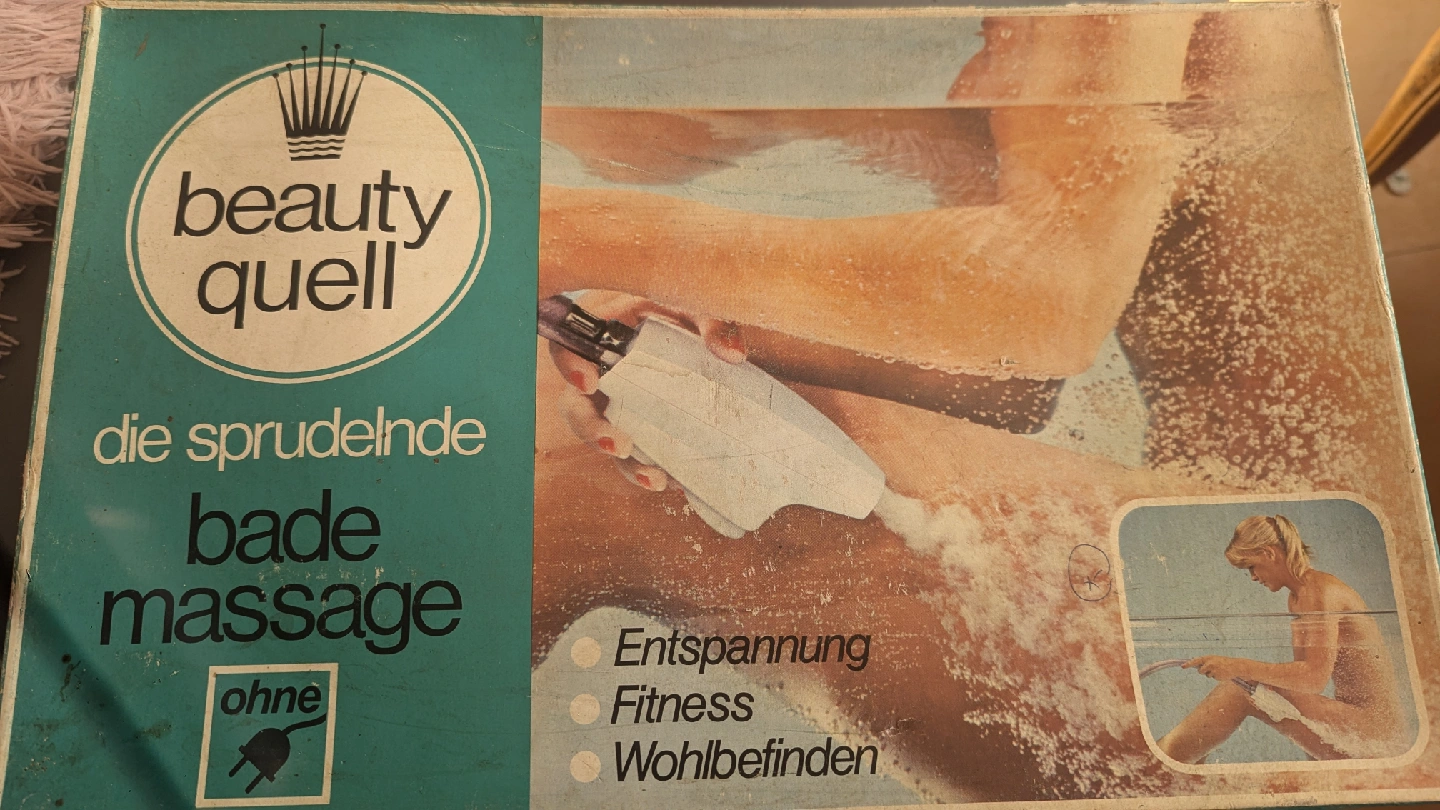 beauty
quell
die sprudelnde
bade
massage
ohne
Entspannung
Fitness
Wohlbefinden